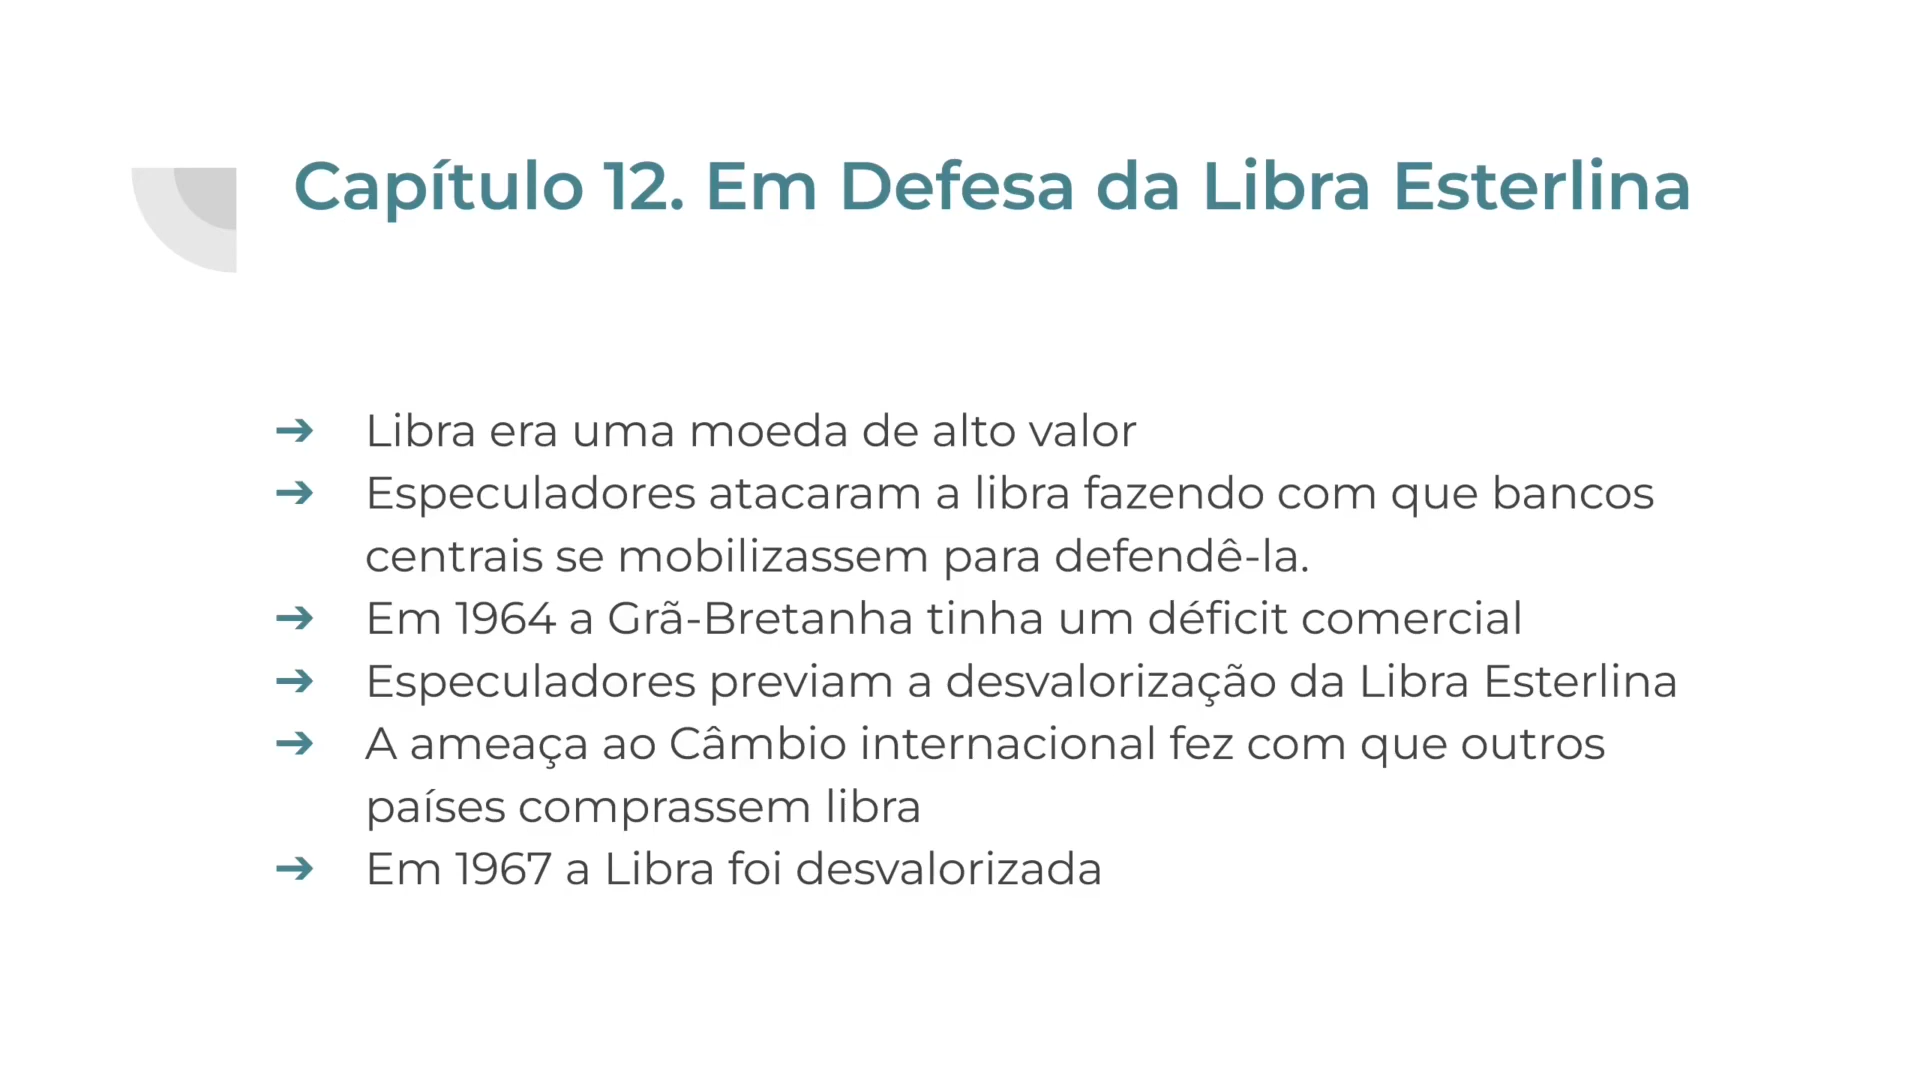 Capítulo 12. Em Defesa da Libra Esterlina
➔ Libra era uma moeda de alto valor
➔ Especuladores atacaram a libra fazendo com que bancos
centrais se mobilizassem para defendê-la.
➔ Em 1964 a Grã-Bretanha tinha um déficit comercial
➔ Especuladores previam a desvalorização da Libra Esterlina
➔ A ameaça ao Câmbio internacional fez com que outros
países comprassem libra
➔ Em 1967 a Libra foi desvalorizada